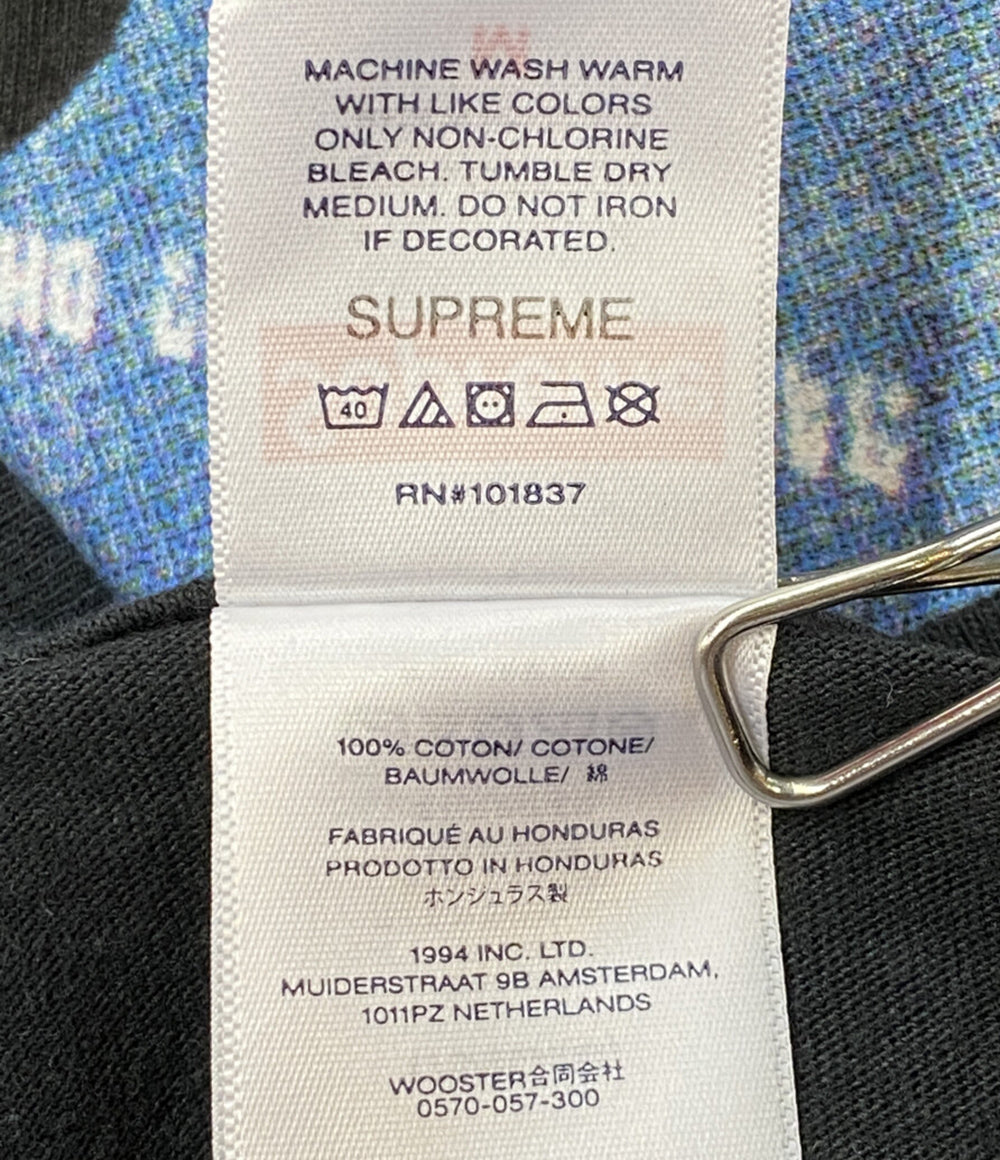 MACHINE WASH WARM
WITH LIKE COLORS
ONLY NON-CHLORINE
BLEACH. TUMBLE DRY
MEDIUM. DO NOT IRON
IF DECORATED.
SUPREME
40
RN#101837
100% COTON/ COTONE/
BAUMWOLLE/ 綿
FABRIQUÉ AU HONDURAS
PRODOTTO IN HONDURAS
ホンジュラス製
1994 INC. LTD.
MUIDERSTRAAT 9B AMSTERDAM,
1011PZ NETHERLANDS
WOOSTER合同会社
0570-057-300